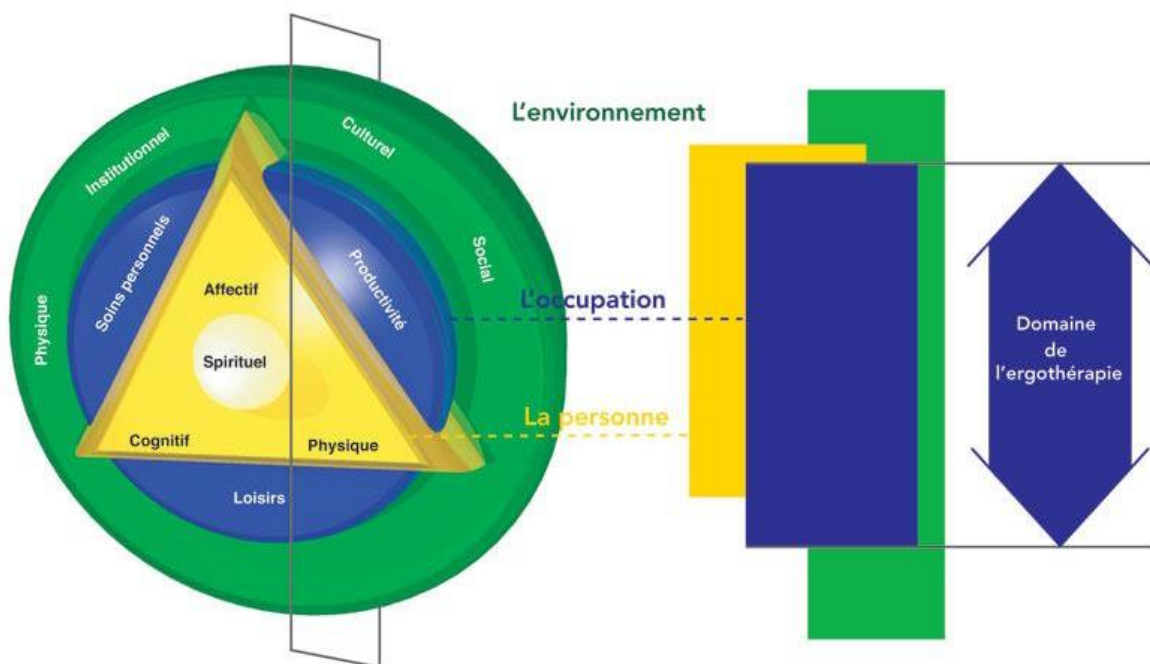 L'environnement
Institutionnel
Culturel
Physique
Social
Soins personnels
Productivité
Loisirs
Affectif
Spirituel
Cognitif
Physique
L'occupation
La personne
Domaine
de
l'ergothérapie